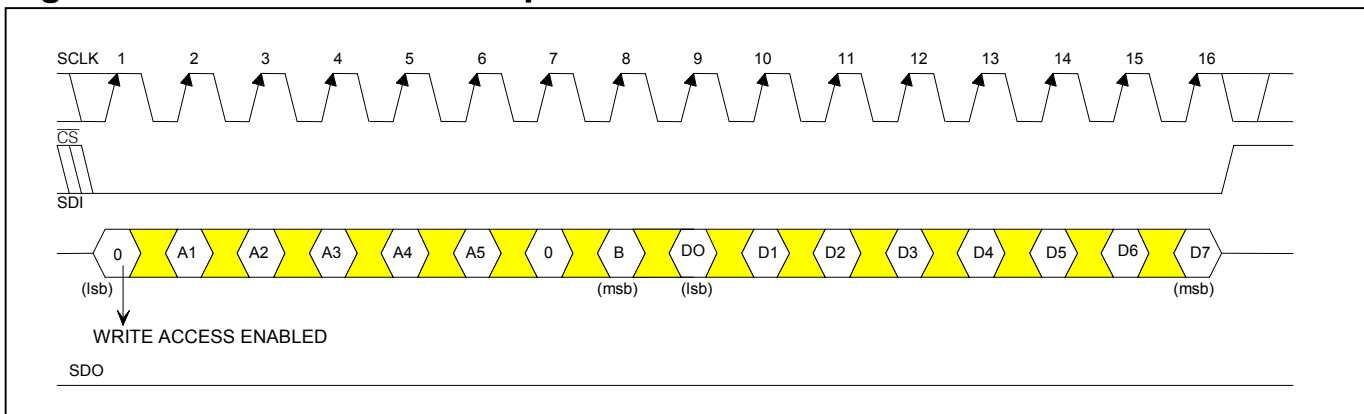 SCLK 1 2 3 4 5 6 7 8 9 10 11 12 13 14 15 16
CS
SDI
0 A1 A2 A3 A4 A5 0 B DO D1 D2 D3 D4 D5 D6 D7
(lsb) (msb) (lsb) (msb)
WRITE ACCESS ENABLED
SDO